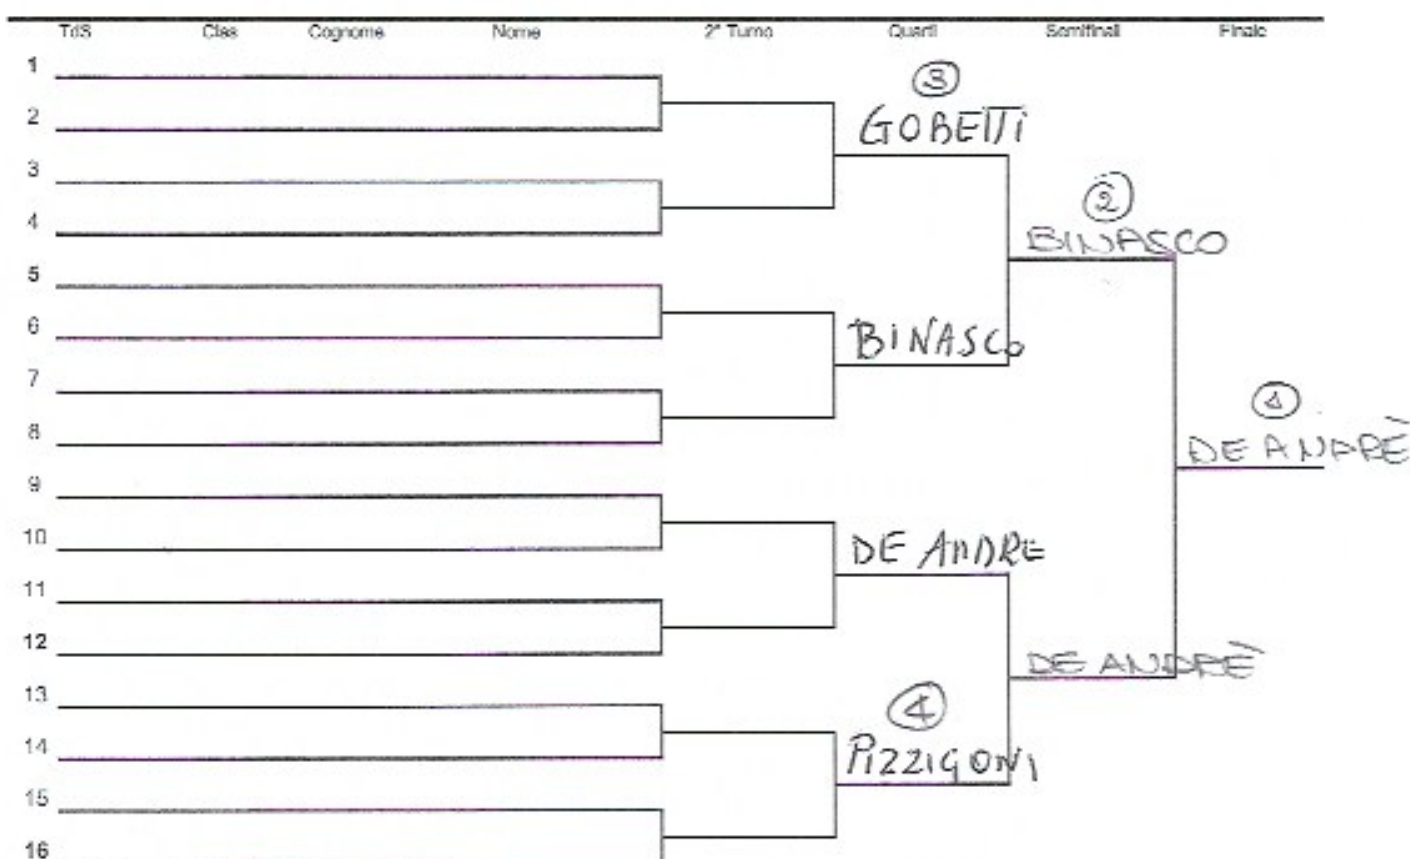 TdS Clas Cognome Nome 2° Turno Quarti Semifinali Finale
1
2
3
4
5
6
7
8
9
10
11
12
13
14
15
16
3
GOBETTI
BINASCO
DE ANDRE
4
PIZZIGONI
2
BINASCO
DE ANDRÈ
1
DE ANDRÈ